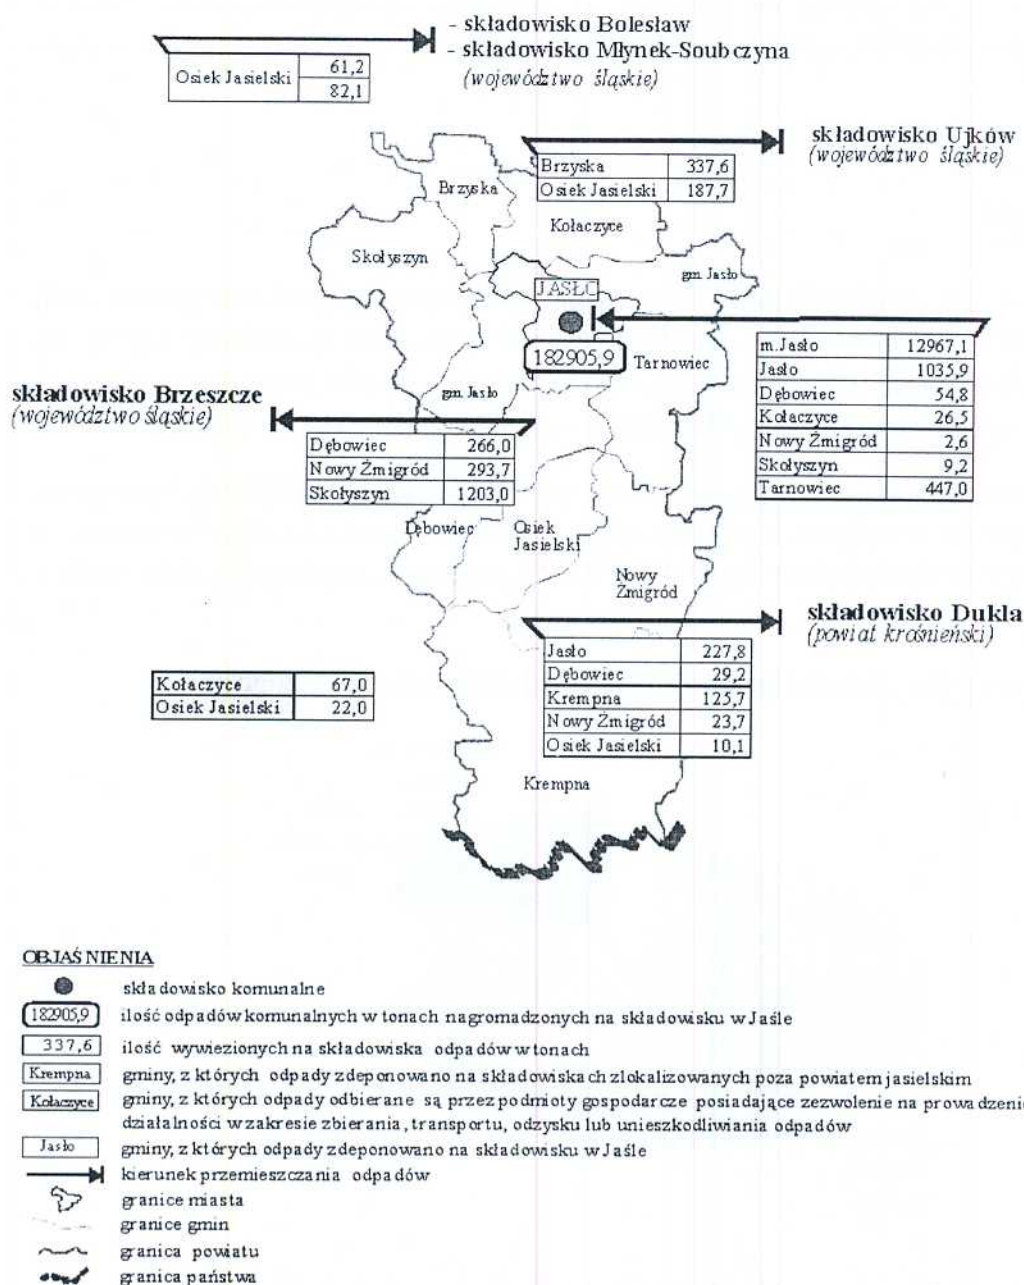 - składowisko Bolesław
- składowisko Młynek-Soubczyna
(województwo śląskie)
Osiek Jasielski 61,2
82,1
składowisko Ujków
(województwo śląskie)
Brzyska 337,6
Osiek Jasielski 187,7
Brzyska
Kołaczyce
Skołyszyn
gm. Jasło
JASŁO
182905,9
Tarnowiec
m.Jasło 12967,1
Jasło 1035,9
Dębowiec 54,8
Kołaczyce 26,5
Nowy Żmigród 2,6
Skołyszyn 9,2
Tarnowiec 447,0
gm. Jasło
składowisko Brzeszcze
(województwo śląskie)
Dębowiec 266,0
Nowy Żmigród 293,7
Skołyszyn 1203,0
Dębowiec
Osiek
Jasielski
Nowy
Żmigród
składowisko Dukla
(powiat krośnieński)
Jasło 227,8
Dębowiec 29,2
Krempna 125,7
Nowy Żmigród 23,7
Osiek Jasielski 10,1
Kołaczyce 67,0
Osiek Jasielski 22,0
Krempna
OBJAŚNIENIA
składowisko komunalne
182905,9 ilość odpadów komunalnych w tonach nagromadzonych na składowisku w Jaśle
337,6 ilość wywiezionych na składowiska odpadów w tonach
Krempna gminy, z których odpady zdeponowano na składowiskach zlokalizowanych poza powiatem jasielskim
Kołaczyce gminy, z których odpady odbierane są przez podmioty gospodarcze posiadające zezwolenie na prowadzenie
działalności w zakresie zbierania, transportu, odzysku lub unieszkodliwiania odpadów
Jasło gminy, z których odpady zdeponowano na składowisku w Jaśle
kierunek przemieszczania odpadów
granice miasta
granice gmin
granica powiatu
granica państwa